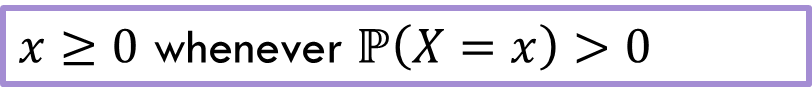 x ≥ 0 whenever ℙ(X = x) > 0